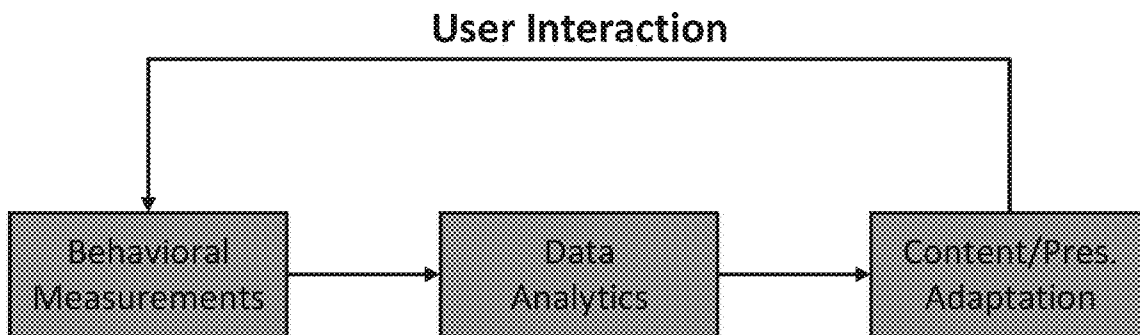 User Interaction
Behavioral
Measurements
Data
Analytics
Content/Pres.
Adaptation